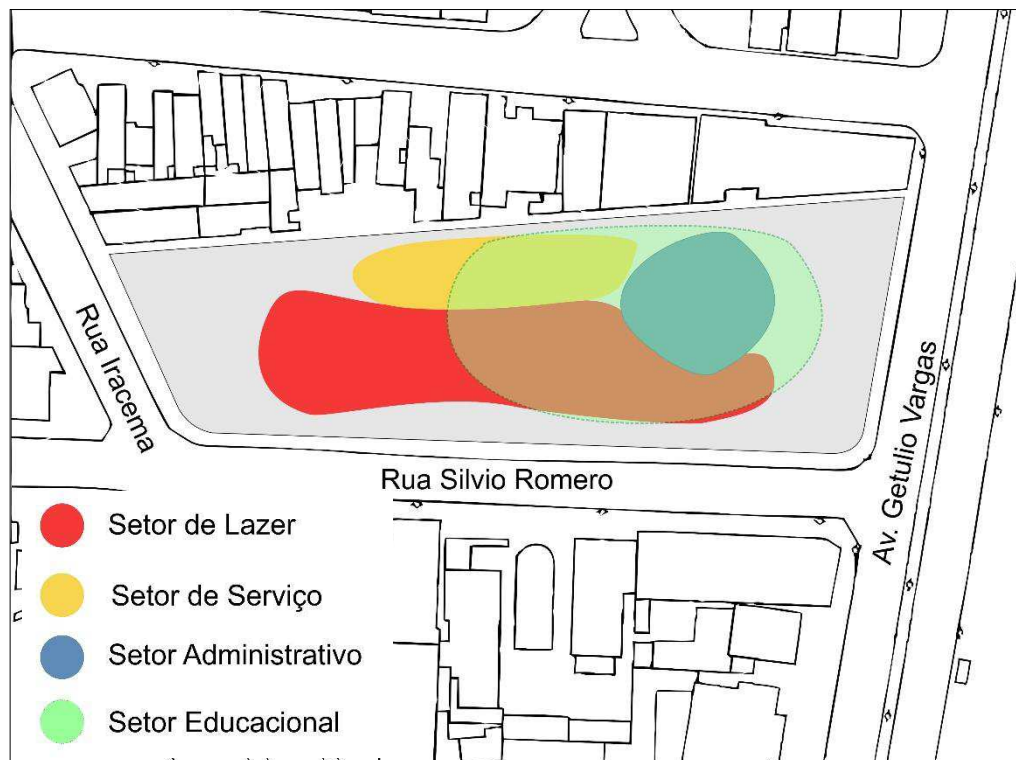 Rua Iracema
Av. Getulio Vargas
Rua Silvio Romero
Setor de Lazer
Setor de Serviço
Setor Administrativo
Setor Educacional